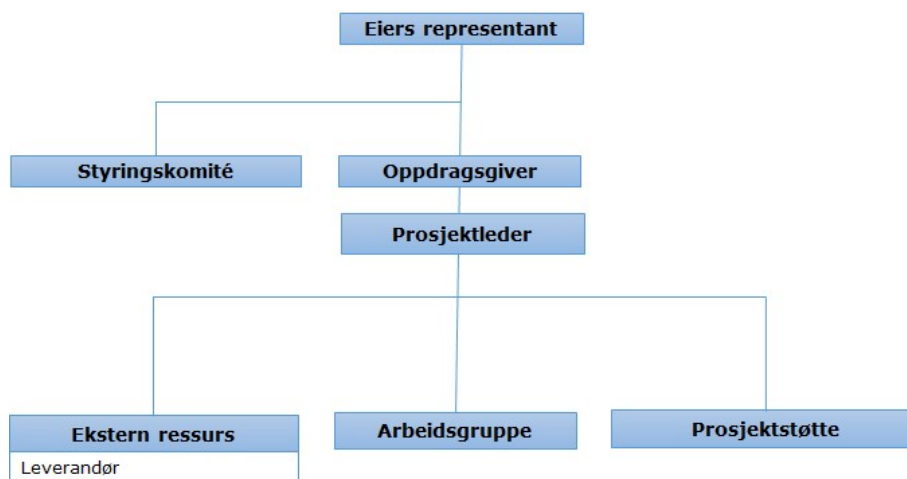 Eiers representant
Styringskomité
Oppdragsgiver
Prosjektleder
Ekstern ressurs
Arbeidsgruppe
Prosjektstøtte
Leverandør